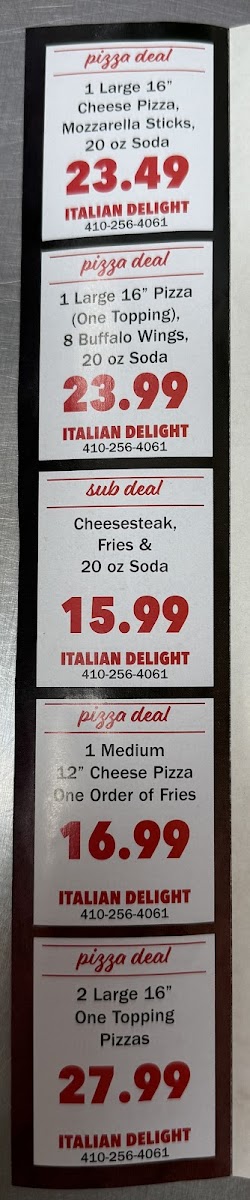 pizza deal
1 Large 16"
Cheese Pizza,
Mozzarella Sticks,
20 oz Soda
23.49
ITALIAN DELIGHT
410-256-4061
pizza deal
1 Large 16" Pizza
(One Topping),
8 Buffalo Wings,
20 oz Soda
23.99
ITALIAN DELIGHT
410-256-4061
sub deal
Cheesesteak,
Fries &
20 oz Soda
15.99
ITALIAN DELIGHT
410-256-4061
pizza deal
1 Medium
12" Cheese Pizza
One Order of Fries
16.99
ITALIAN DELIGHT
410-256-4061
pizza deal
2 Large 16"
One Topping
Pizzas
27.99
ITALIAN DELIGHT
410-256-4061